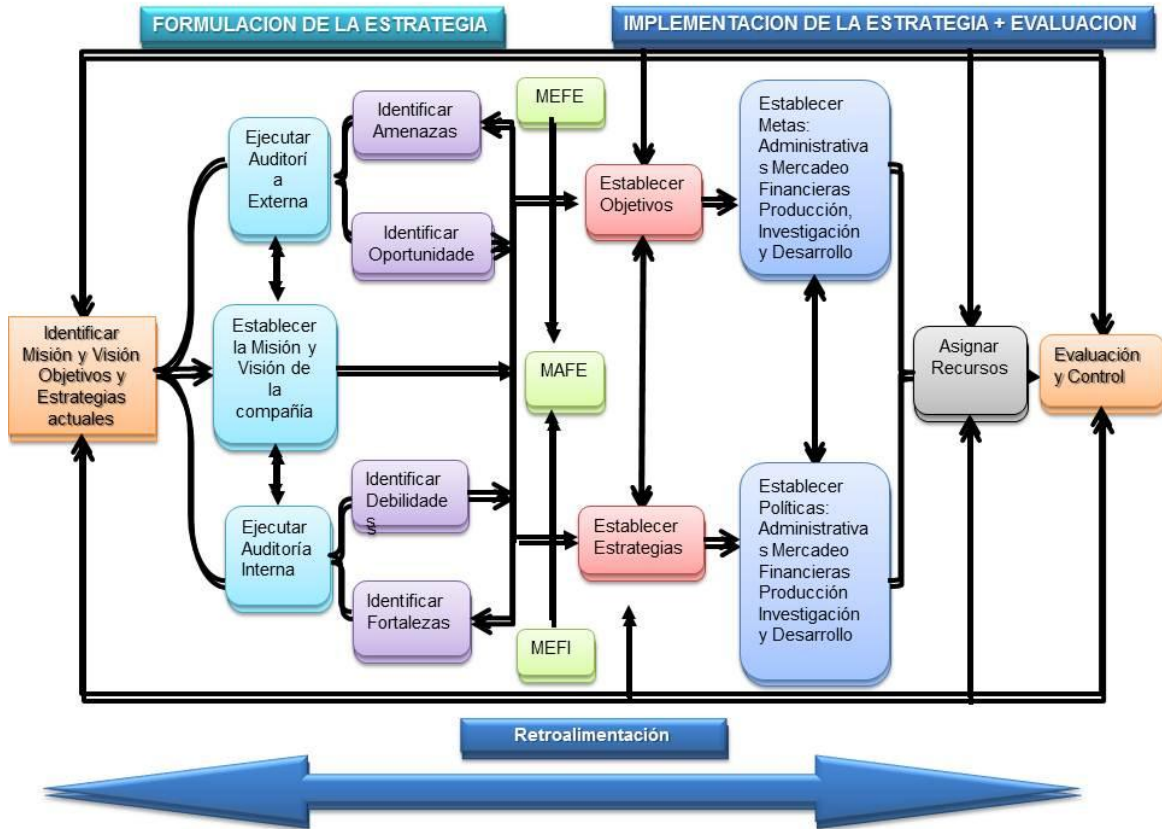 FORMULACION DE LA ESTRATEGIA
IMPLEMENTACION DE LA ESTRATEGIA + EVALUACION
Identificar
Misión y Visión
Objetivos y
Estrategias
actuales
Ejecutar
Auditorí
a
Externa
Establecer
la Misión y
Visión de
la
compañía
Ejecutar
Auditoría
Interna
Identificar
Amenazas
Identificar
Oportunidade
Identificar
Debilidade
s
Identificar
Fortalezas
MEFE
MAFE
MEFI
Establecer
Objetivos
Establecer
Estrategias
Establecer
Metas:
Administrativa
s Mercadeo
Financieras
Producción,
Investigación
y Desarrollo
Establecer
Políticas:
Administrativa
s Mercadeo
Financieras
Producción
Investigación
y Desarrollo
Asignar
Recursos
Evaluación
y Control
Retroalimentación